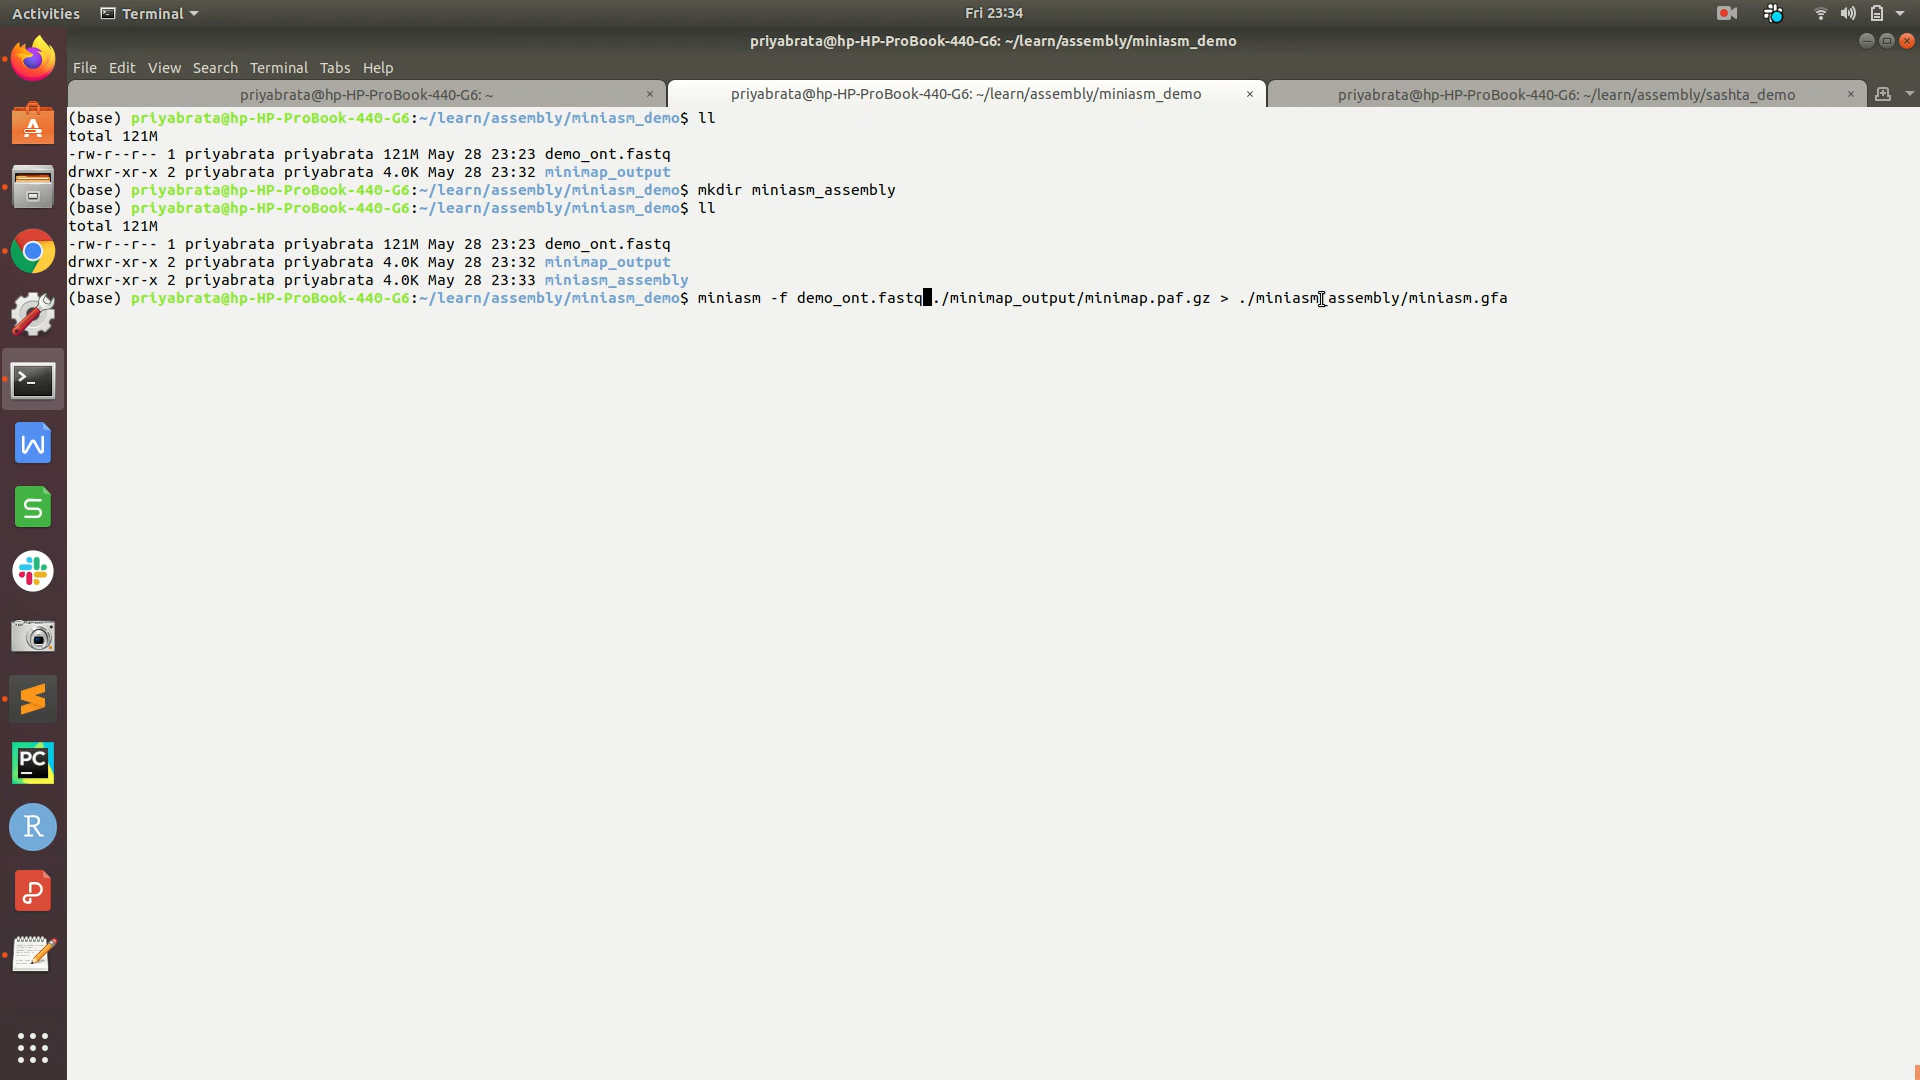 Activities Terminal Fri 23:34
priyabrata@hp-HP-ProBook-440-G6: ~/learn/assembly/miniasm_demo
File Edit View Search Terminal Tabs Help
priyabrata@hp-HP-ProBook-440-G6: ~ × priyabrata@hp-HP-ProBook-440-G6: ~/learn/assembly/miniasm_demo × priyabrata@hp-HP-ProBook-440-G6: ~/learn/assembly/sashta_demo ×
(base) priyabrata@hp-HP-ProBook-440-G6:~/learn/assembly/miniasm_demo$ ll
total 121M
-rw-r--r-- 1 priyabrata priyabrata 121M May 28 23:23 demo_ont.fastq
drwxr-xr-x 2 priyabrata priyabrata 4.0K May 28 23:32 minimap_output
(base) priyabrata@hp-HP-ProBook-440-G6:~/learn/assembly/miniasm_demo$ mkdir miniasm_assembly
(base) priyabrata@hp-HP-ProBook-440-G6:~/learn/assembly/miniasm_demo$ ll
total 121M
-rw-r--r-- 1 priyabrata priyabrata 121M May 28 23:23 demo_ont.fastq
drwxr-xr-x 2 priyabrata priyabrata 4.0K May 28 23:32 minimap_output
drwxr-xr-x 2 priyabrata priyabrata 4.0K May 28 23:33 miniasm_assembly
(base) priyabrata@hp-HP-ProBook-440-G6:~/learn/assembly/miniasm_demo$ miniasm -f demo_ont.fastq ./minimap_output/minimap.paf.gz > ./miniasm_assembly/miniasm.gfa
A
>_
W
S
S
PC
R
P